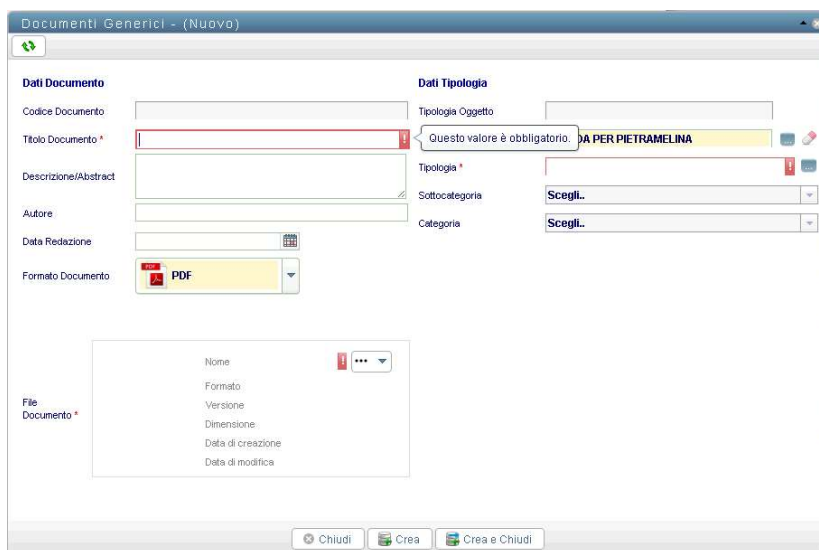 Documenti Generici - (Nuovo)
Dati Documento
Dati Tipologia
Codice Documento
Tipologia Oggetto
Titolo Documento *
Questo valore è obbligatorio.
DA PER PIETRAMELINA
Descrizione/Abstract
Tipologia *
Sottocategoria
Scegli..
Autore
Categoria
Scegli..
Data Redazione
Formato Documento
PDF
PDF
File
Documento *
Nome
Formato
Versione
Dimensione
Data di creazione
Data di modifica
Chiudi
Crea
Crea e Chiudi